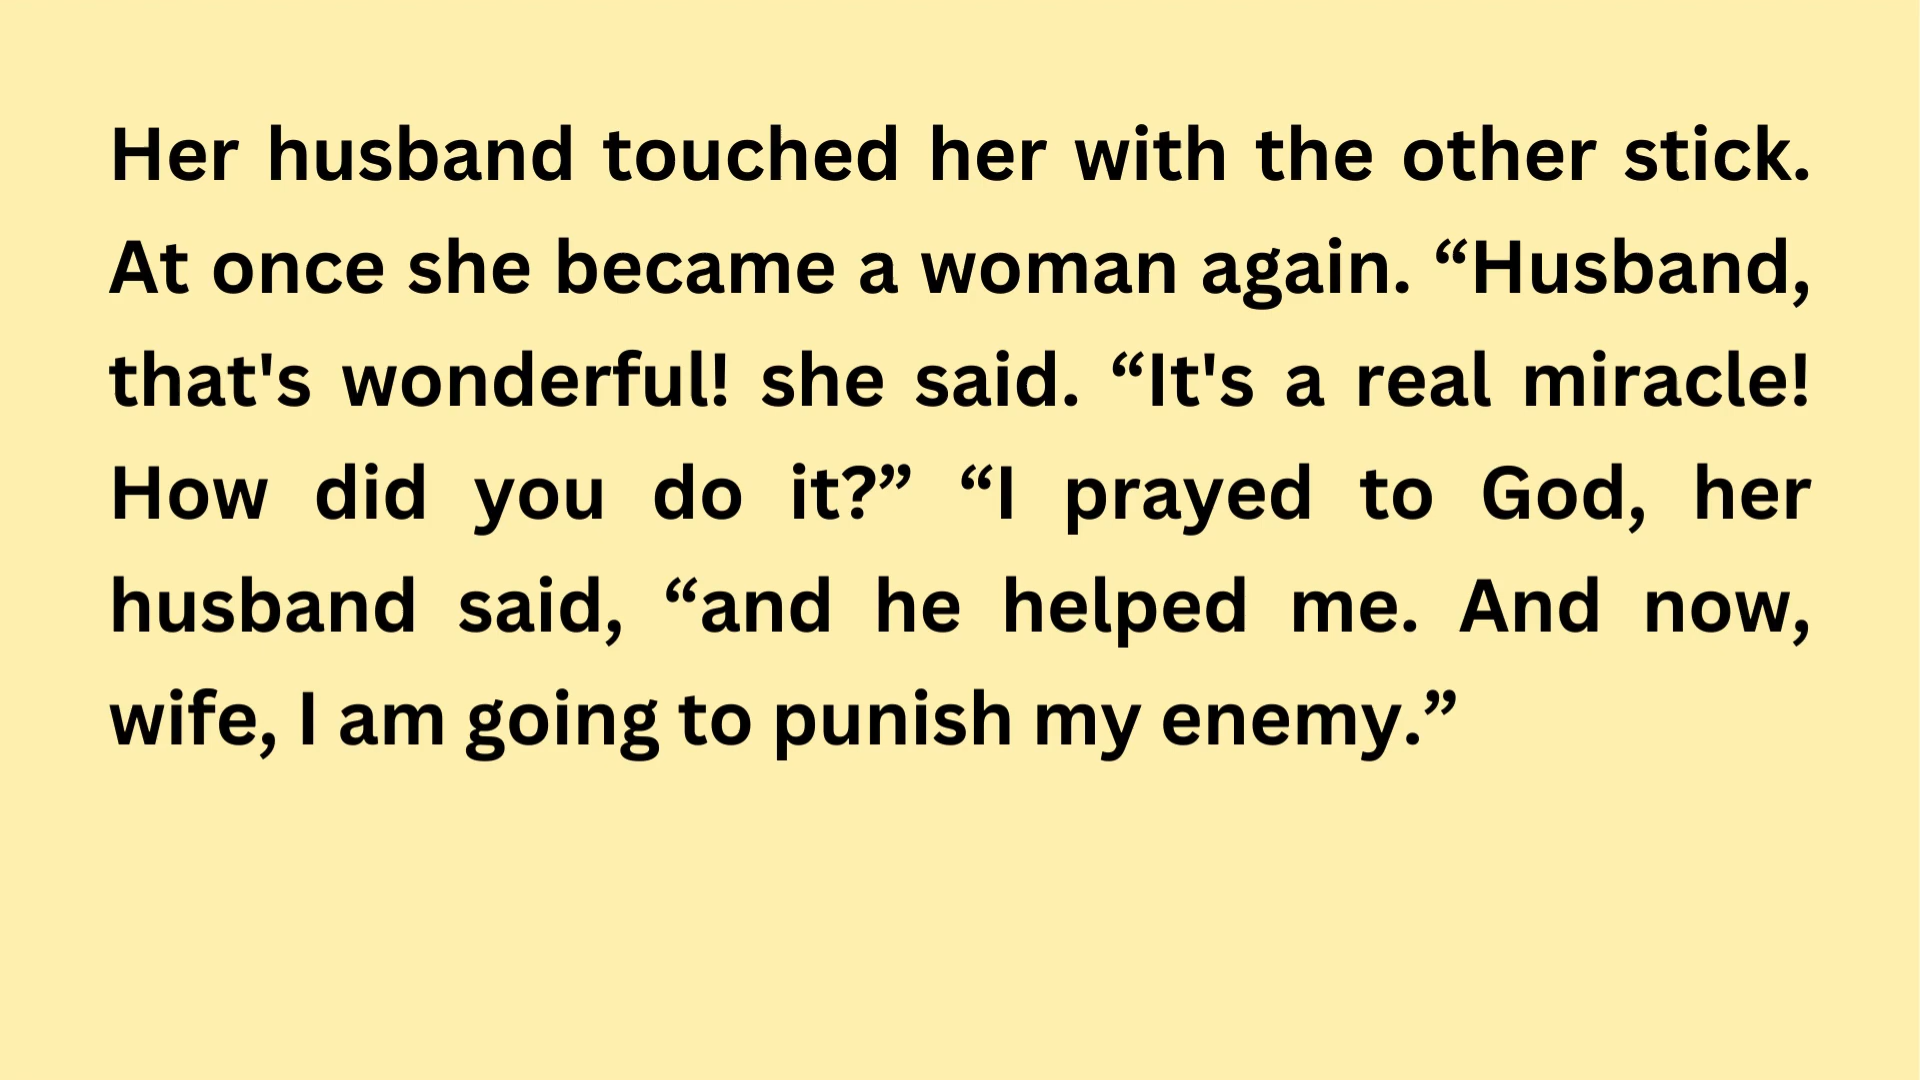 Her husband touched her with the other stick.
At once she became a woman again. “Husband,
that's wonderful! she said. “It's a real miracle!
How did you do it?” “I prayed to God, her
husband said, “and he helped me. And now,
wife, I am going to punish my enemy.”